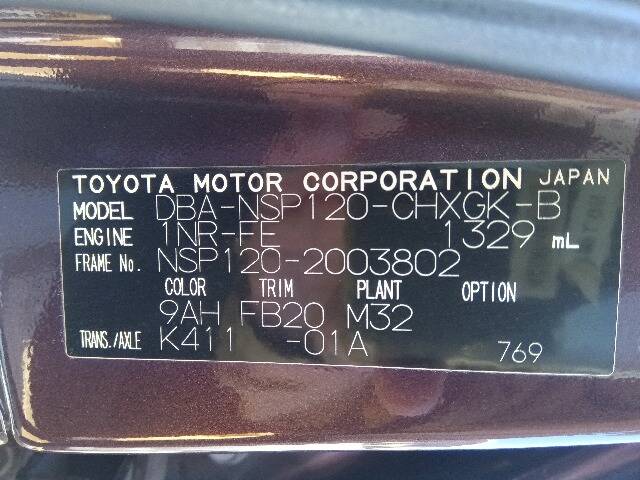 TOYOTA MOTOR CORPORATION JAPAN
MODEL DBA-NSP120-CHXGK-B
ENGINE 1NR-FE 1329 mL
FRAME No. NSP120-2003802
COLOR TRIM PLANT OPTION
9AH FB20 M32
TRANS./AXLE K411 -01A 769